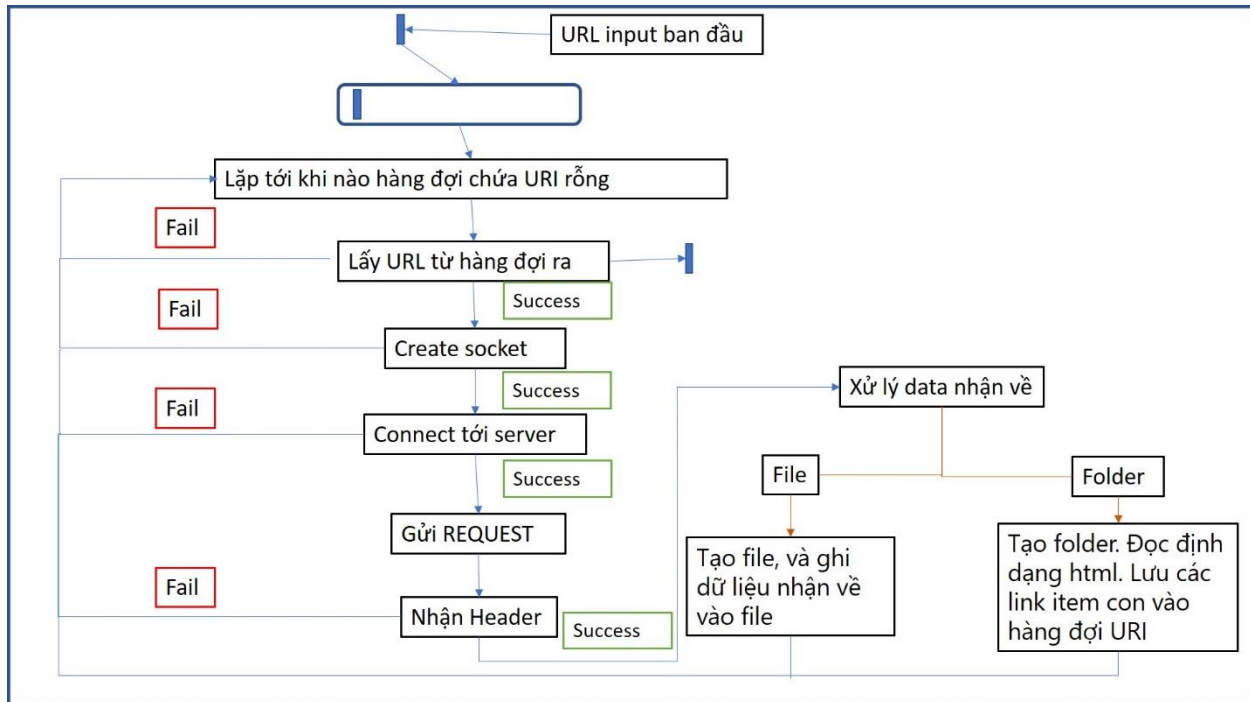 URL input ban đầu
Lặp tới khi nào hàng đợi chứa URI rỗng
Fail
Lấy URL từ hàng đợi ra
Success
Fail
Create socket
Success
Xử lý data nhận về
Fail
Connect tới server
Success
File
Folder
Gửi REQUEST
Tạo file, và ghi
dữ liệu nhận về
vào file
Tạo folder. Đọc định
dạng html. Lưu các
link item con vào
hàng đợi URI
Fail
Nhận Header
Success